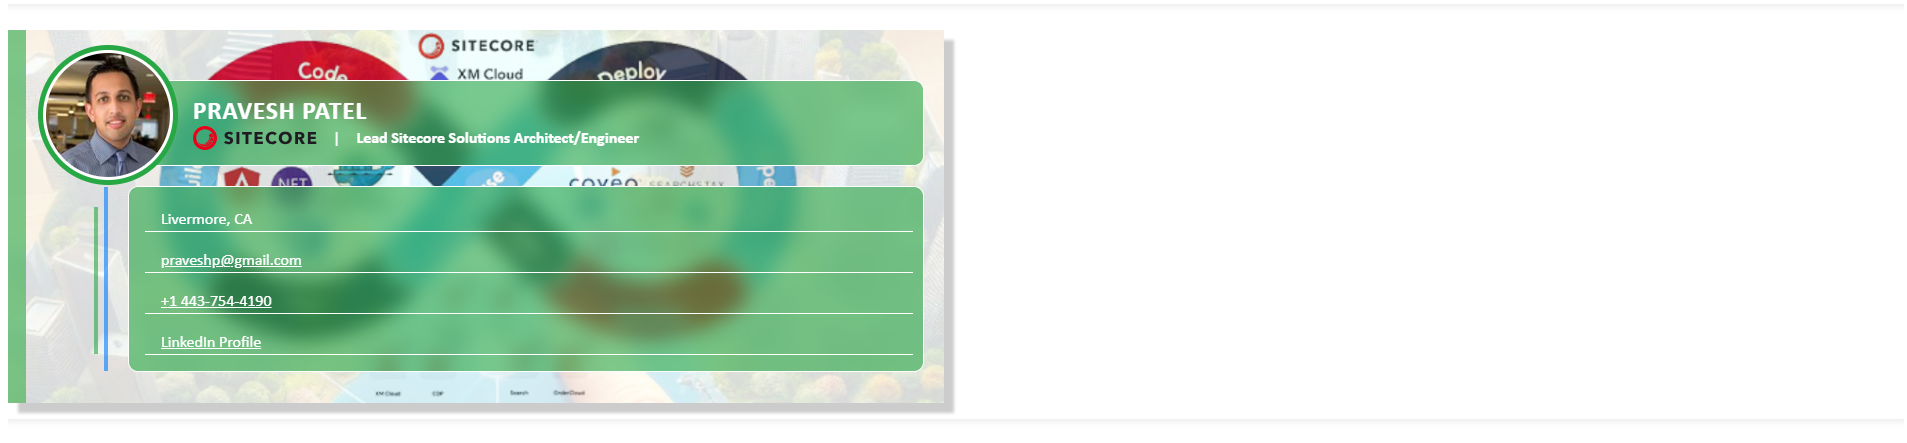 SITECORE
XM Cloud
Code
Deploy
PRAVESH PATEL
SITECORE | Lead Sitecore Solutions Architect/Engineer
NET
coveo
SEARCHSTAX
Livermore, CA
praveshp@gmail.com
+1 443-754-4190
LinkedIn Profile
XM Cloud CDP Search OrderCloud